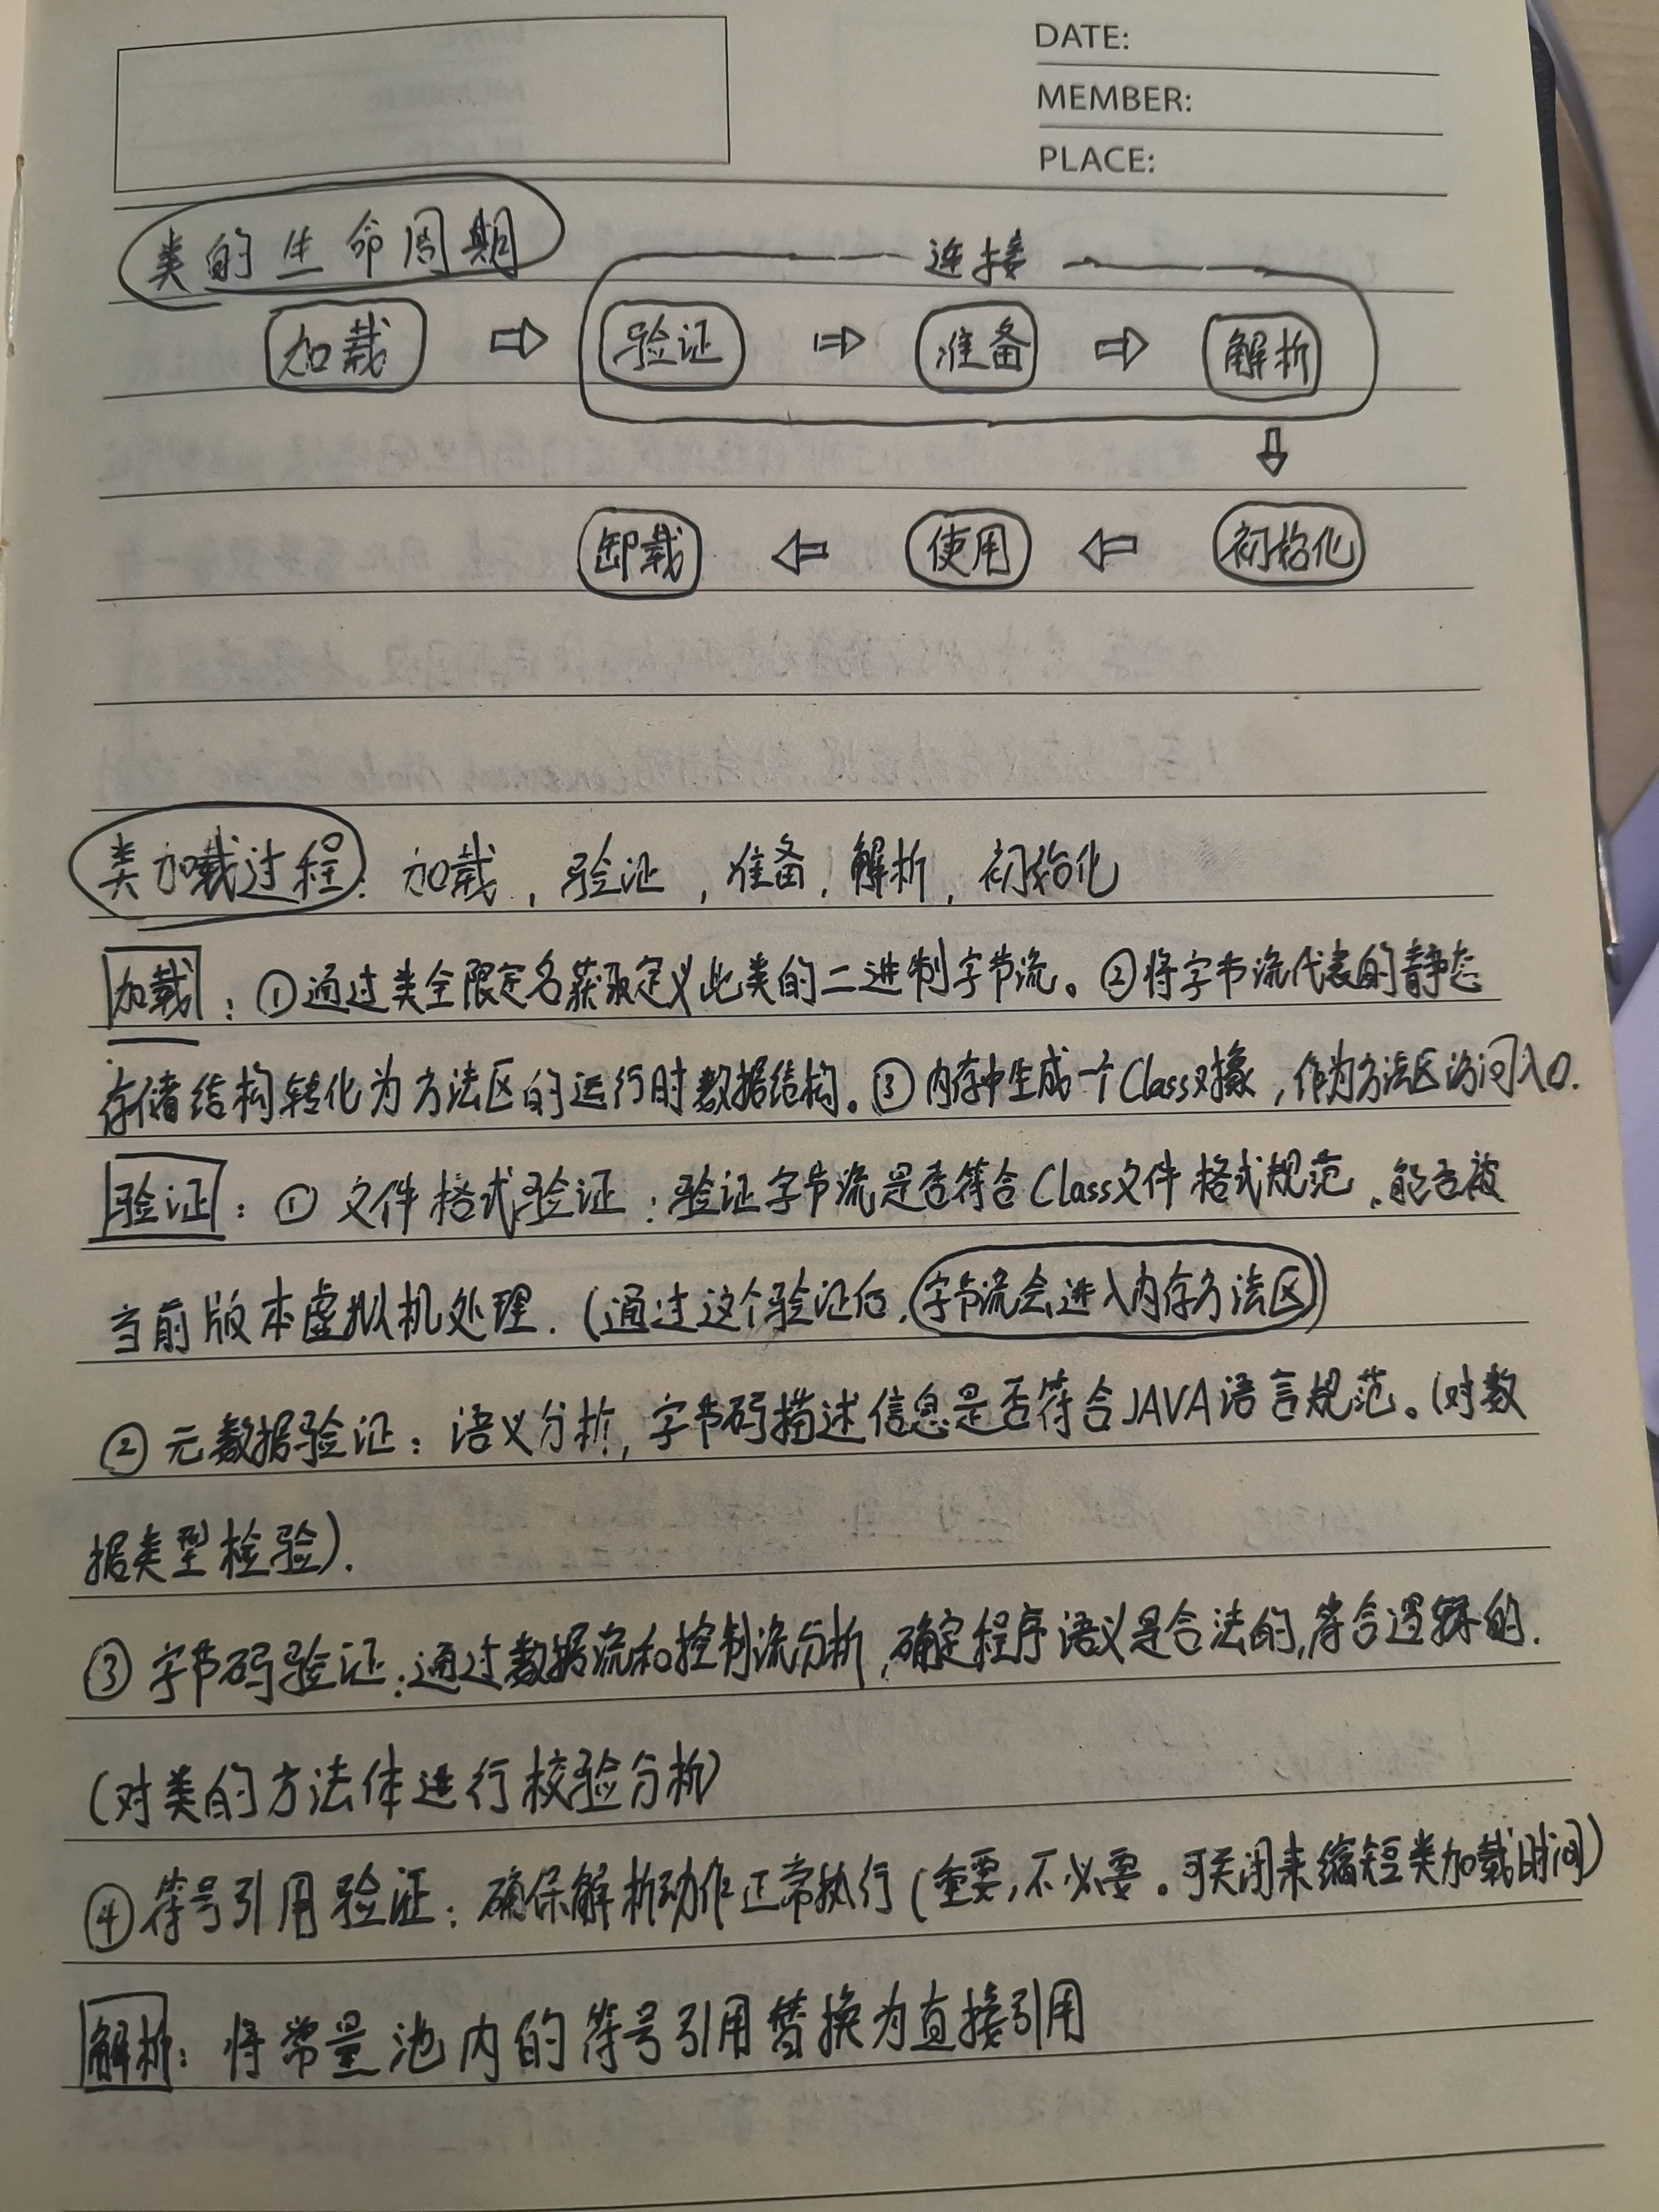 DATE:
MEMBER:
PLACE:
类的生命周期
连接
加载 ⇨ 验证 ⇨ 准备 ⇨ 解析
⇩
卸载 ⇦ 使用 ⇦ 初始化
类加载过程：加载，验证，准备，解析，初始化
加载：①通过类全限定名获取定义此类的二进制字节流。②将字节流代表的静态
存储结构转化为方法区的运行时数据结构。③内存中生成一个Class对象，作为方法区访问入口.
验证：① 文件格式验证：验证字节流是否符合Class文件格式规范，能否被
当前版本虚拟机处理.（通过这个验证后，字节流会进入内存方法区）
② 元数据验证：语义分析，字节码描述信息是否符合JAVA语言规范。（对数
据类型检验）.
③ 字节码验证：通过数据流和控制流分析，确定程序语义是合法的，符合逻辑的.
（对类的方法体进行校验分析）
④ 符号引用验证：确保解析动作正常执行（重要，不必要。可关闭来缩短类加载时间）
解析：将常量池内的符号引用替换为直接引用